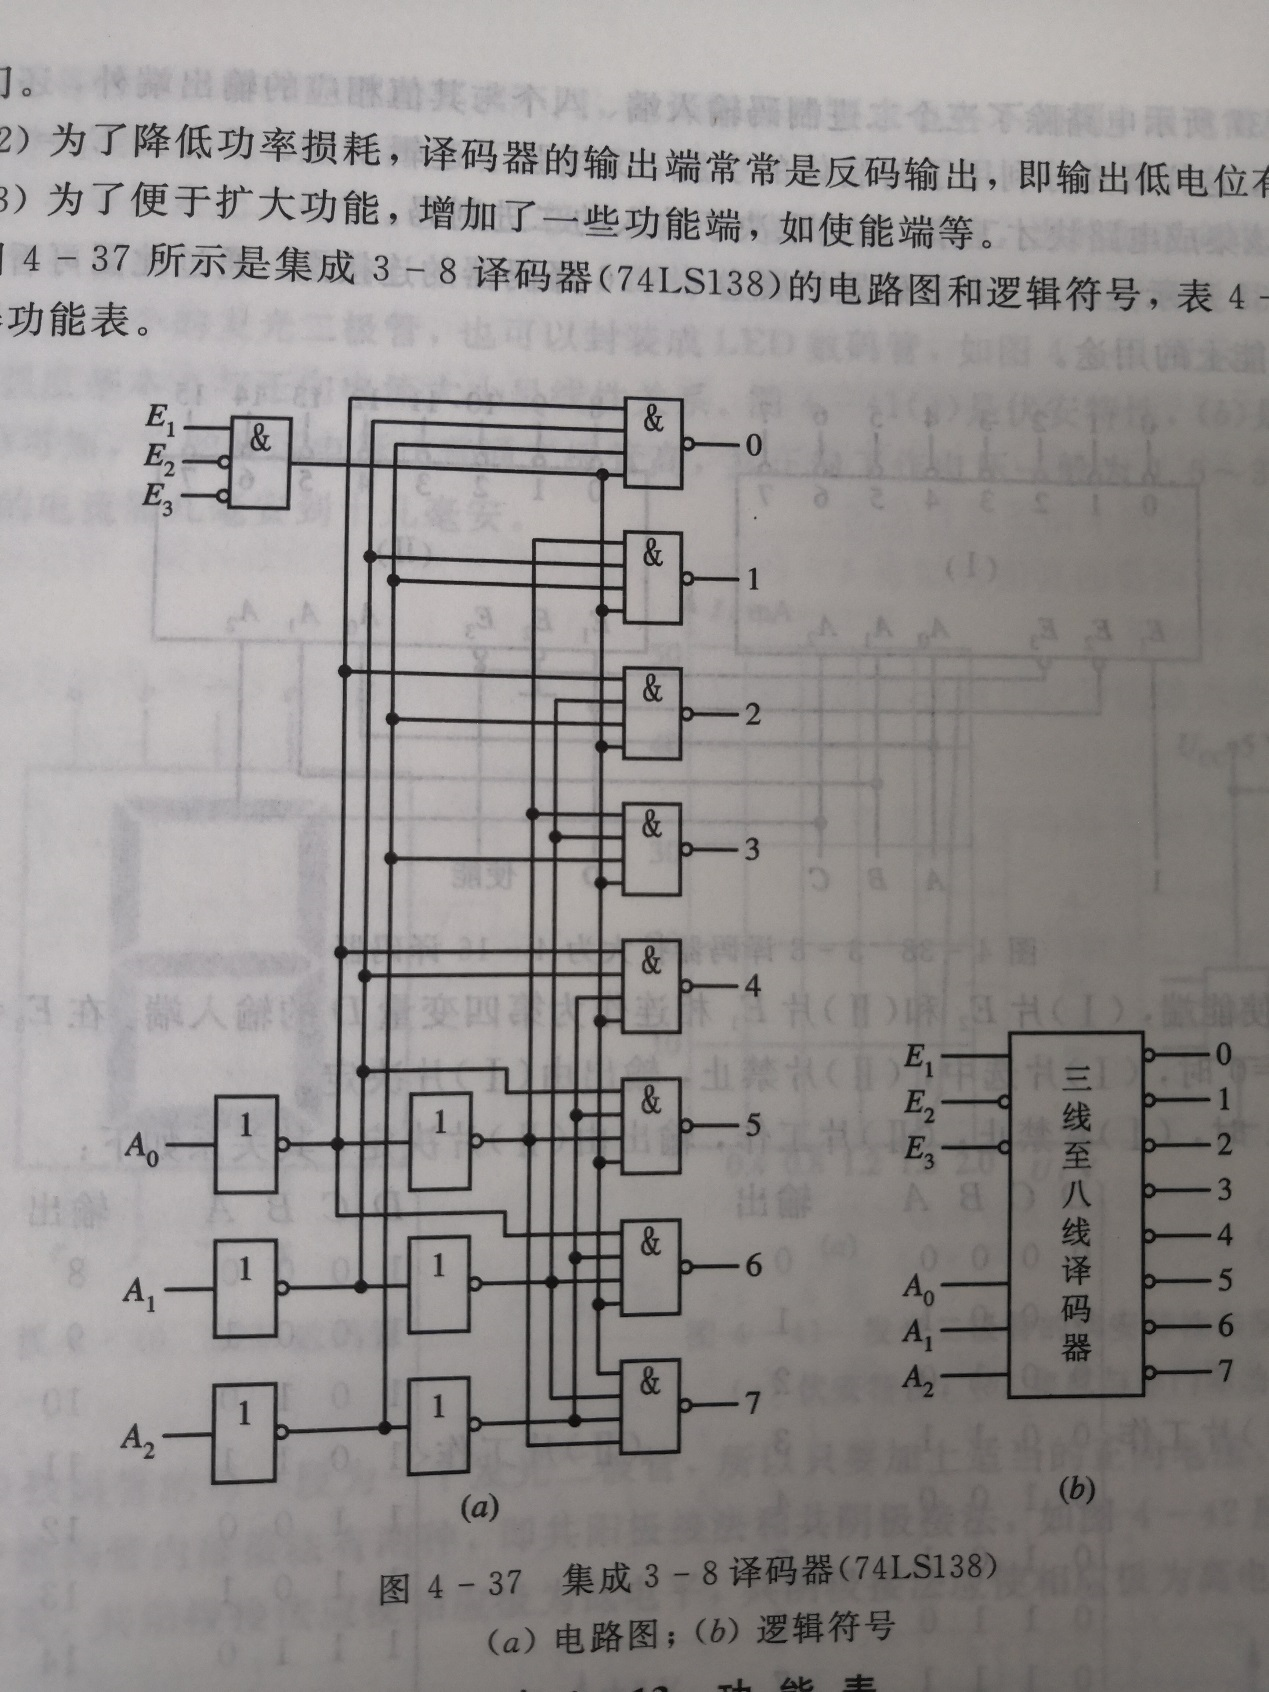 门。
2）为了降低功率损耗，译码器的输出端常常是反码输出，即输出低电位有
3）为了便于扩大功能，增加了一些功能端，如使能端等。
图 4-37 所示是集成 3-8 译码器(74LS138)的电路图和逻辑符号，表 4-
功能表。
E₁
E₂
E₃
&
&
0
&
1
&
2
&
3
&
4
&
5
&
6
&
7
A₀
1
1
A₁
1
1
A₂
1
1
(a)
E₁
E₂
E₃
A₀
A₁
A₂
三线至八线译码器
0
1
2
3
4
5
6
7
(b)
图 4-37 集成 3-8 译码器(74LS138)
(a) 电路图；(b) 逻辑符号
功 能 表